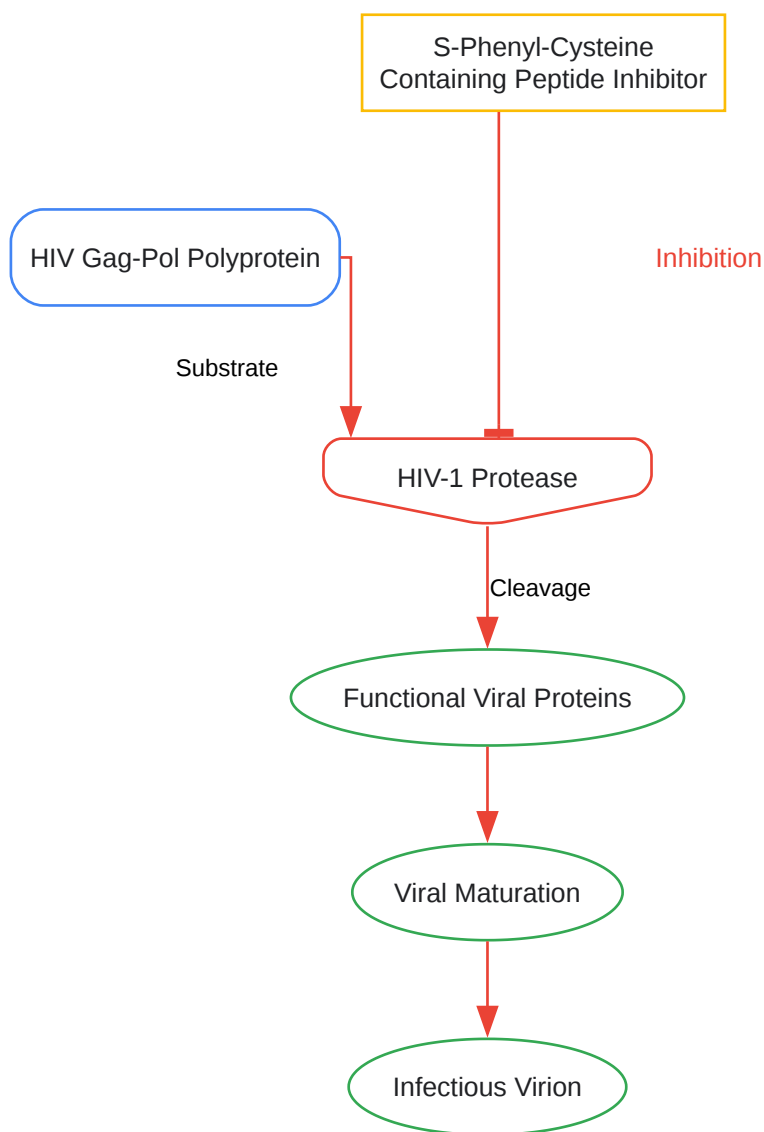 S-Phenyl-Cysteine
Containing Peptide Inhibitor
HIV Gag-Pol Polyprotein
Inhibition
Substrate
HIV-1 Protease
Cleavage
Functional Viral Proteins
Viral Maturation
Infectious Virion